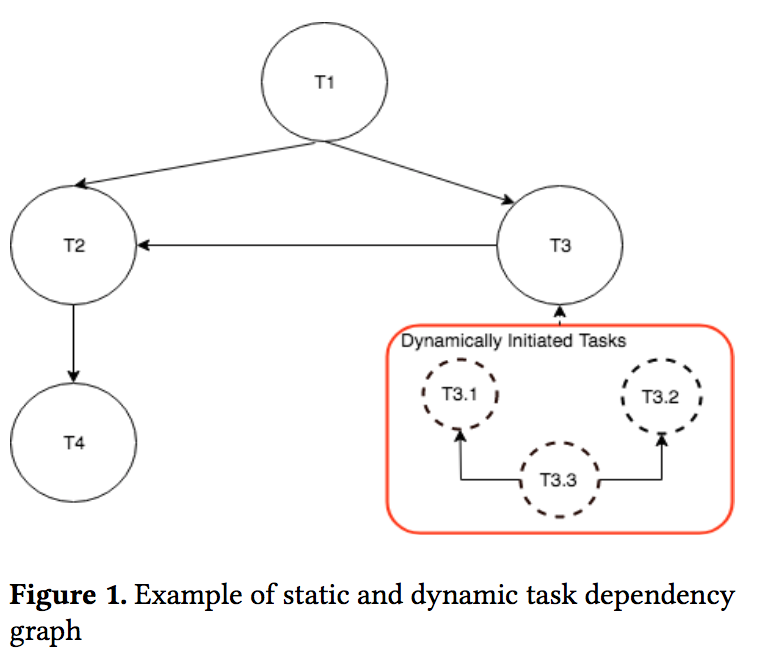 T1
T2
T3
Dynamically Initiated Tasks
T3.1
T3.2
T3.3
T4
Figure 1. Example of static and dynamic task dependency
graph